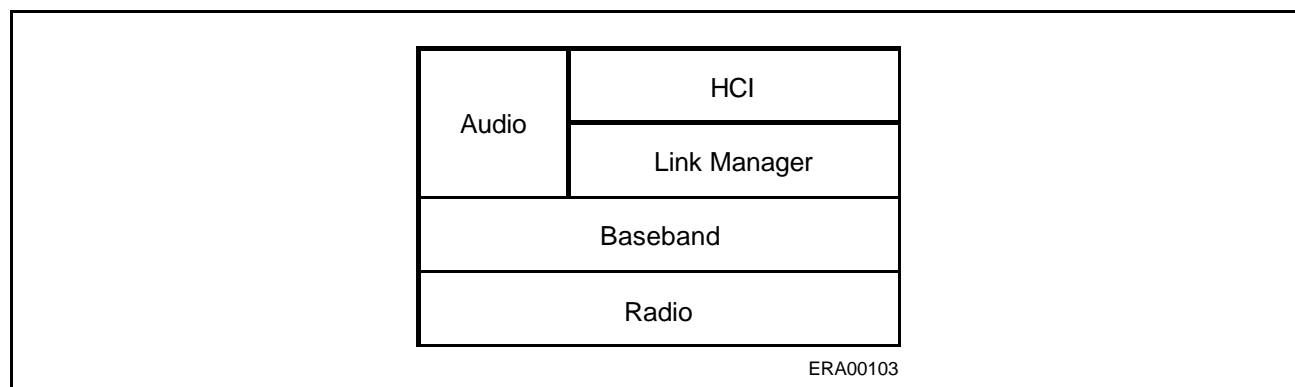 HCI
Audio
Link Manager
Baseband
Radio
ERA00103